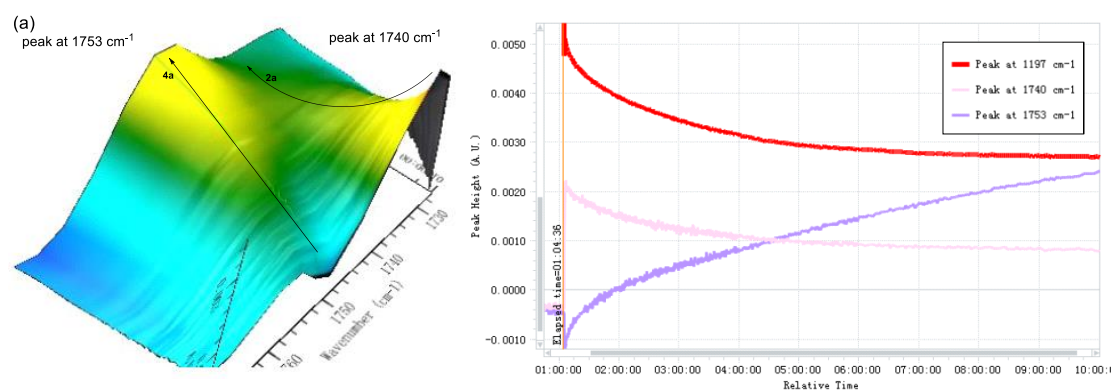 (a)
peak at 1753 cm-1
peak at 1740 cm-1
4a
2a
1730
1740
1750
1760
Wavenumber (cm-1)
0.0050
0.0040
0.0030
0.0020
0.0010
0.0000
-0.0010
Peak Height (A.U.)
Elapsed time=01:04:36
Peak at 1197 cm-1
Peak at 1740 cm-1
Peak at 1753 cm-1
01:00:00
02:00:00
03:00:00
04:00:00
05:00:00
06:00:00
07:00:00
08:00:00
09:00:00
10:00:0
Relative Time